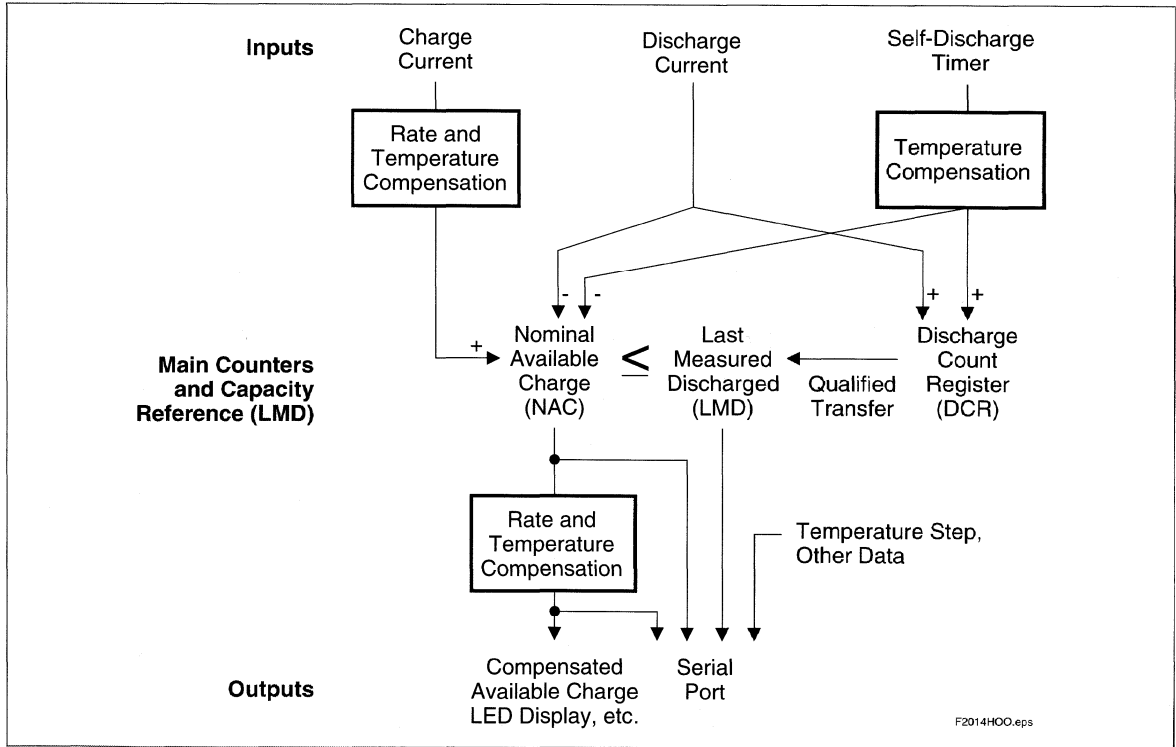 Inputs
Charge
Current
Discharge
Current
Self-Discharge
Timer
Rate and
Temperature
Compensation
Temperature
Compensation
-
-
+
+
+
Main Counters
and Capacity
Reference (LMD)
Nominal
Available
Charge
(NAC)
≤
Last
Measured
Discharged
(LMD)
Qualified
Transfer
Discharge
Count
Register
(DCR)
Rate and
Temperature
Compensation
Temperature Step,
Other Data
Outputs
Compensated
Available Charge
LED Display, etc.
Serial
Port
F2014HOO.eps